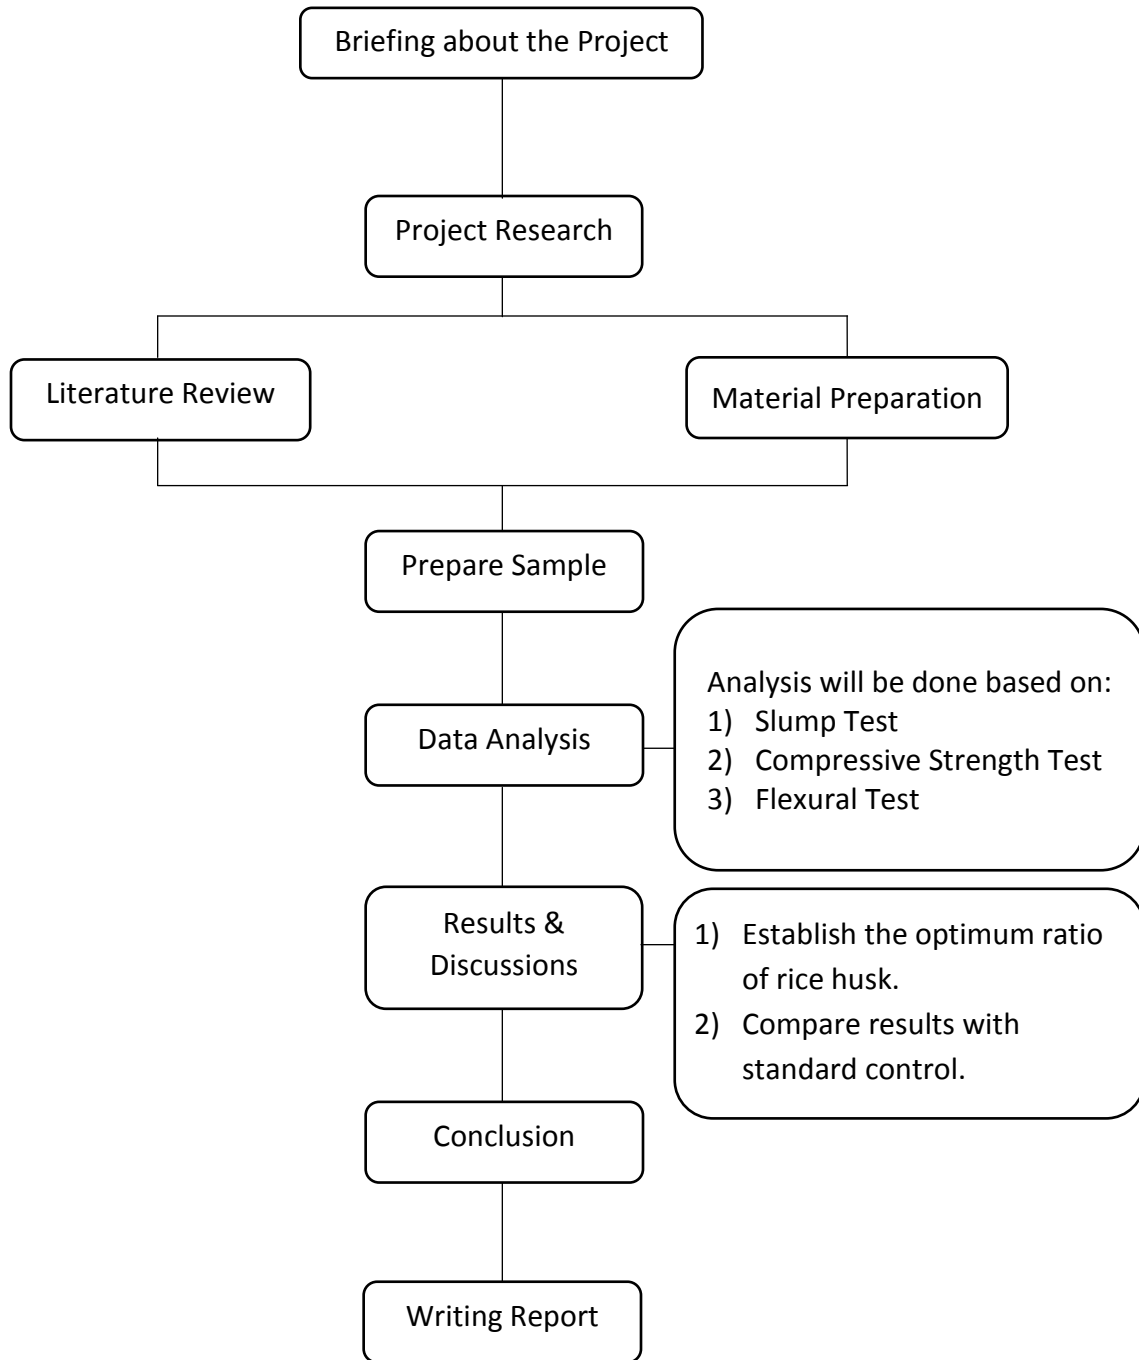 Briefing about the Project
Project Research
Literature Review
Material Preparation
Prepare Sample
Data Analysis
Analysis will be done based on:
1) Slump Test
2) Compressive Strength Test
3) Flexural Test
Results &
Discussions
1) Establish the optimum ratio
of rice husk.
2) Compare results with
standard control.
Conclusion
Writing Report